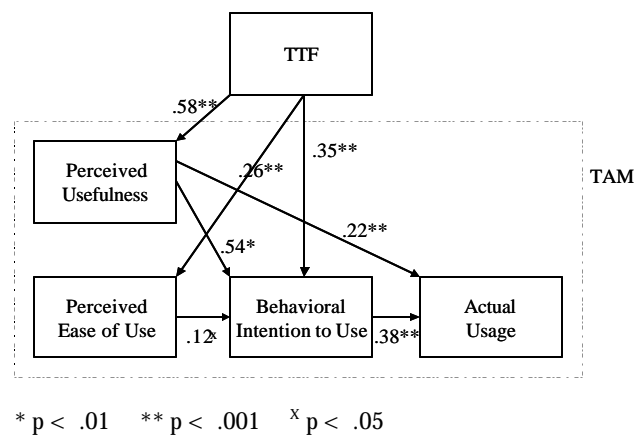 TTF
.58**
.26**
.35**
Perceived
Usefulness
TAM
.54*
.22**
Perceived
Ease of Use
.12x
Behavioral
Intention to Use
.38**
Actual
Usage
* p < .01 ** p < .001 x p < .05